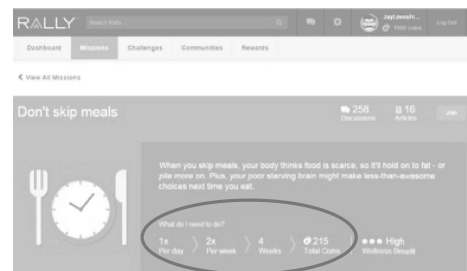 RALLY Search Rally JayLovesFr... Log Out
Dashboard Missions Challenges Communities Rewards
View All Missions
Don't skip meals 258 16 Join
Discussions Articles
When you skip meals, your body thinks food is scarce, so it'll hold on to fat - or
pile more on. Plus, your poor starving brain might make less-than-awesome
choices next time you eat.
What do I need to do?
1x 2x 4 215 High
Per day Per week Weeks Total Coins Wellness Benefit